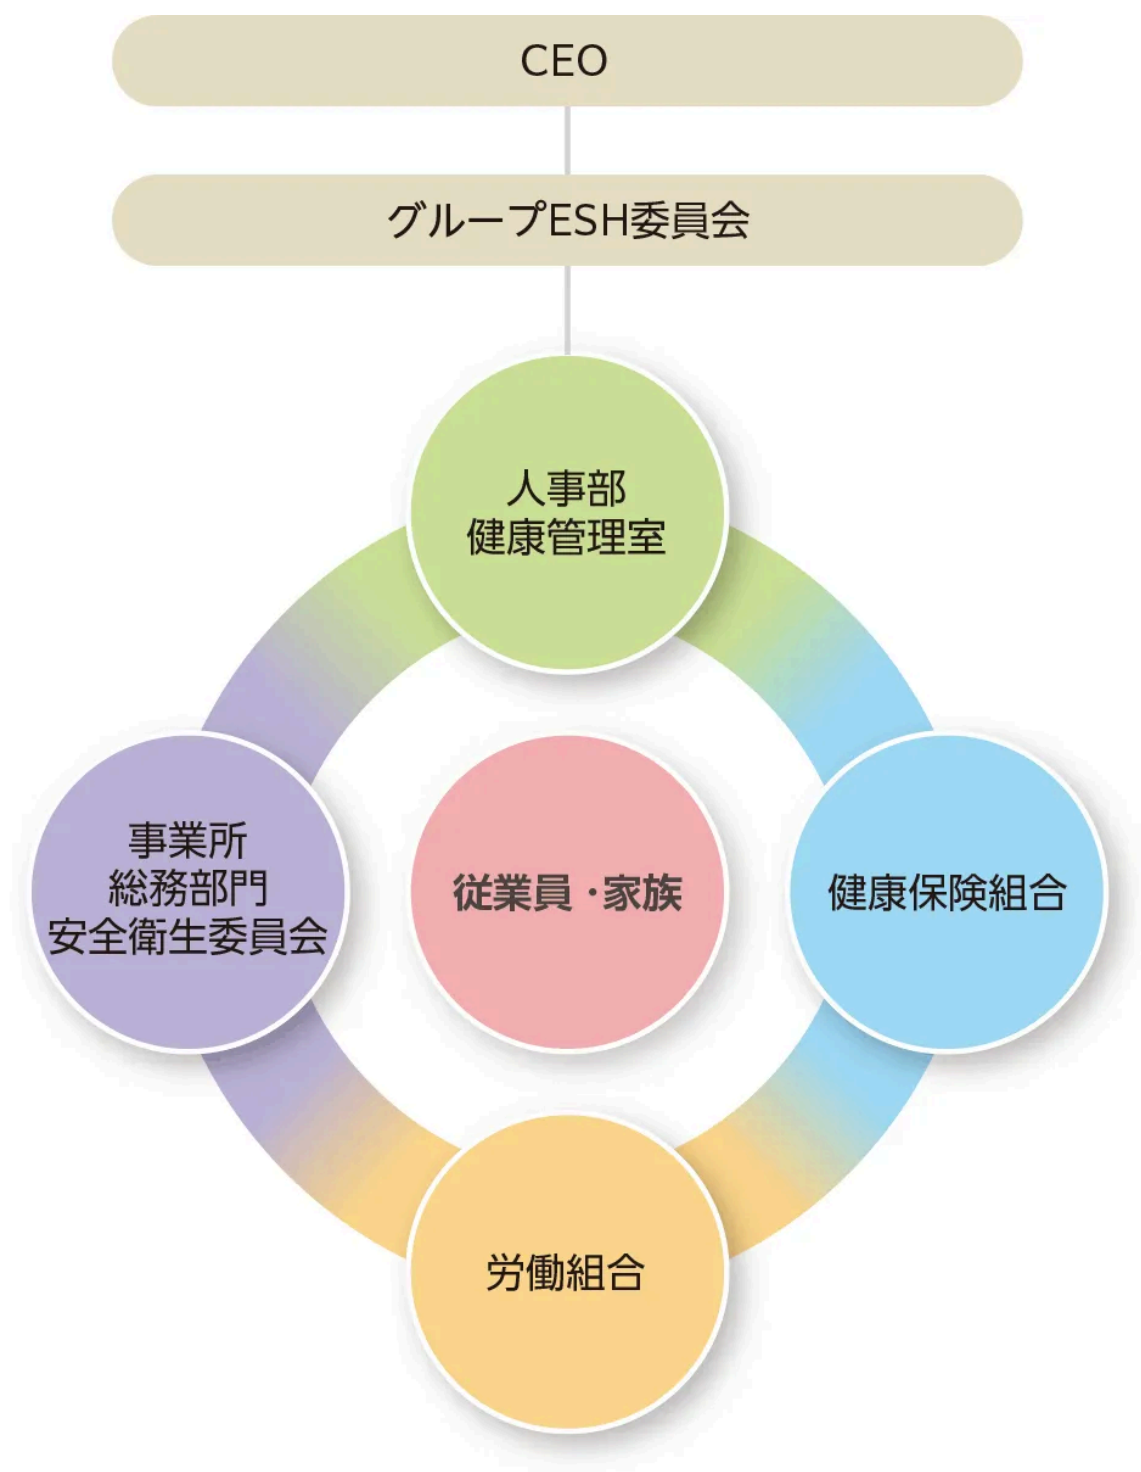 CEO
グループESH委員会
人事部
健康管理室
事業所
総務部門
安全衛生委員会
従業員・家族
健康保険組合
労働組合